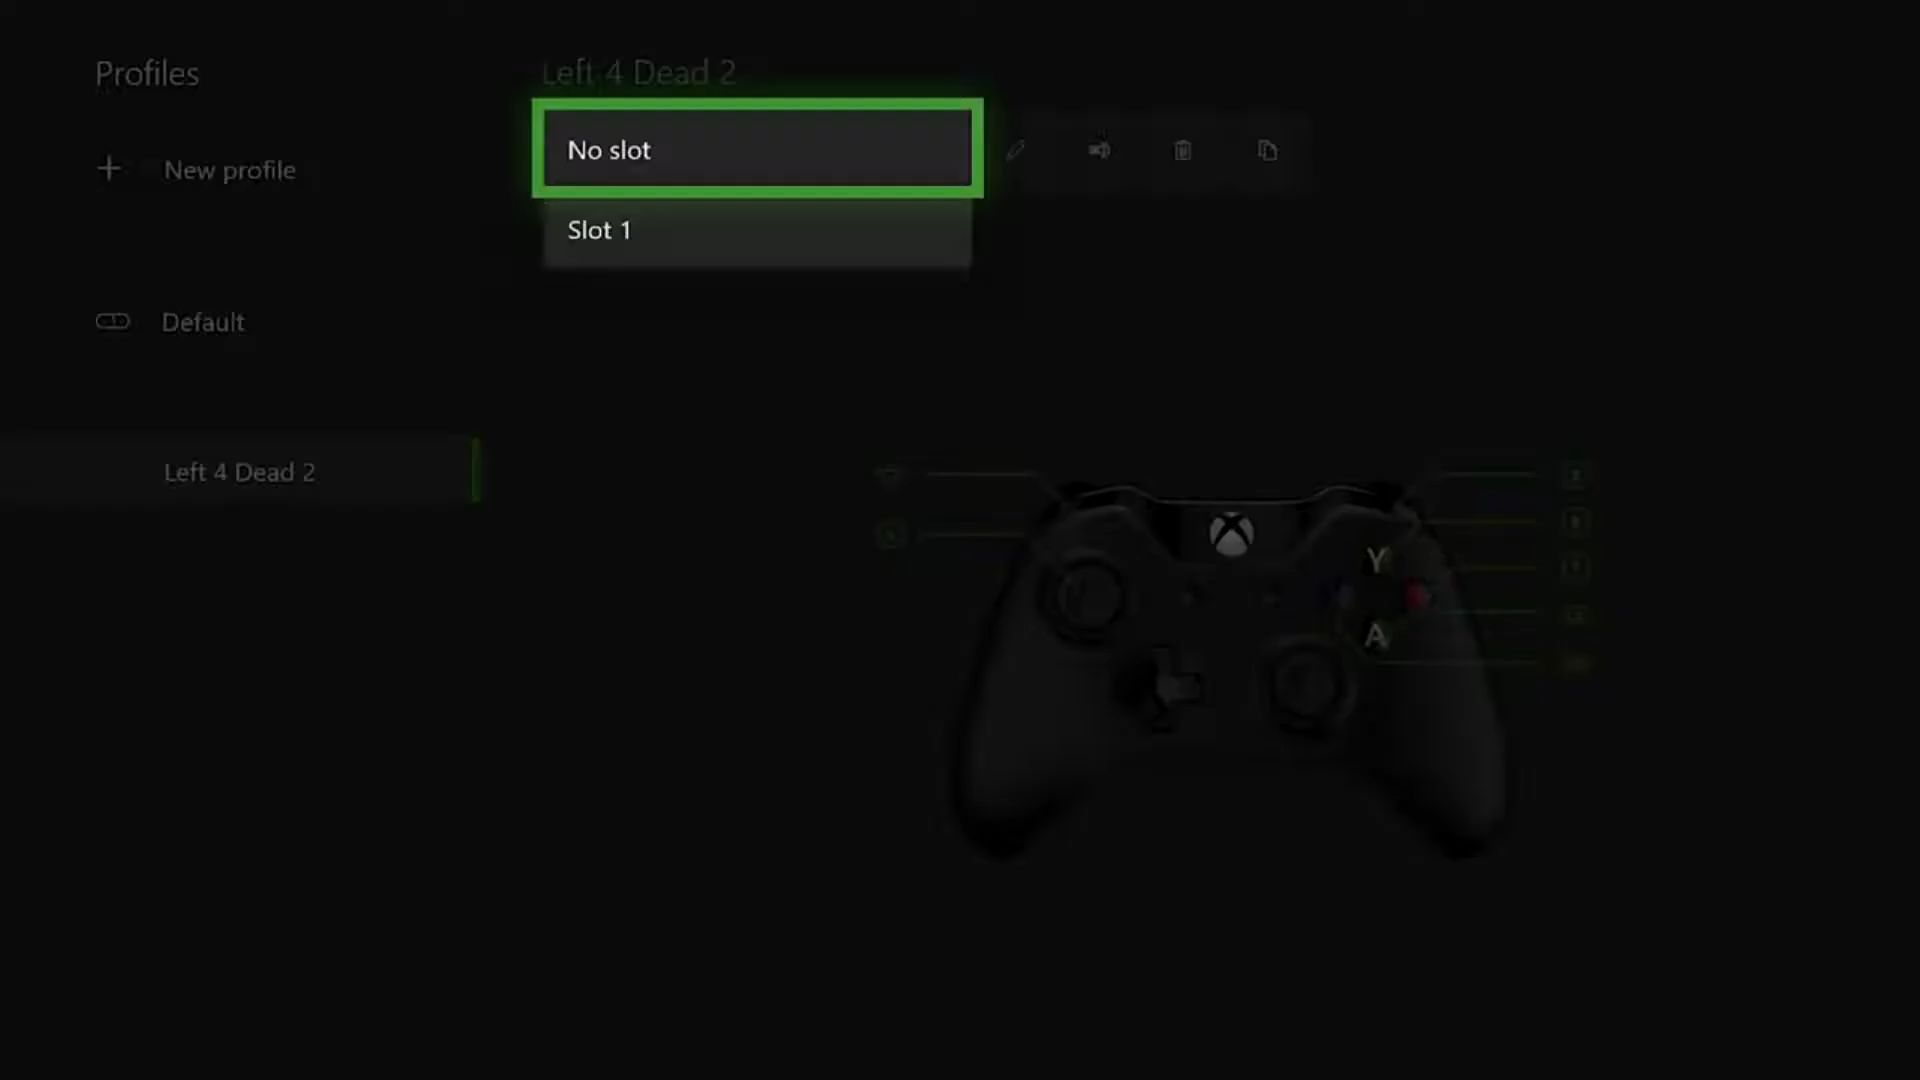 Profiles
New profile
Default
Left 4 Dead 2
Left 4 Dead 2
No slot
Slot 1
Y
A